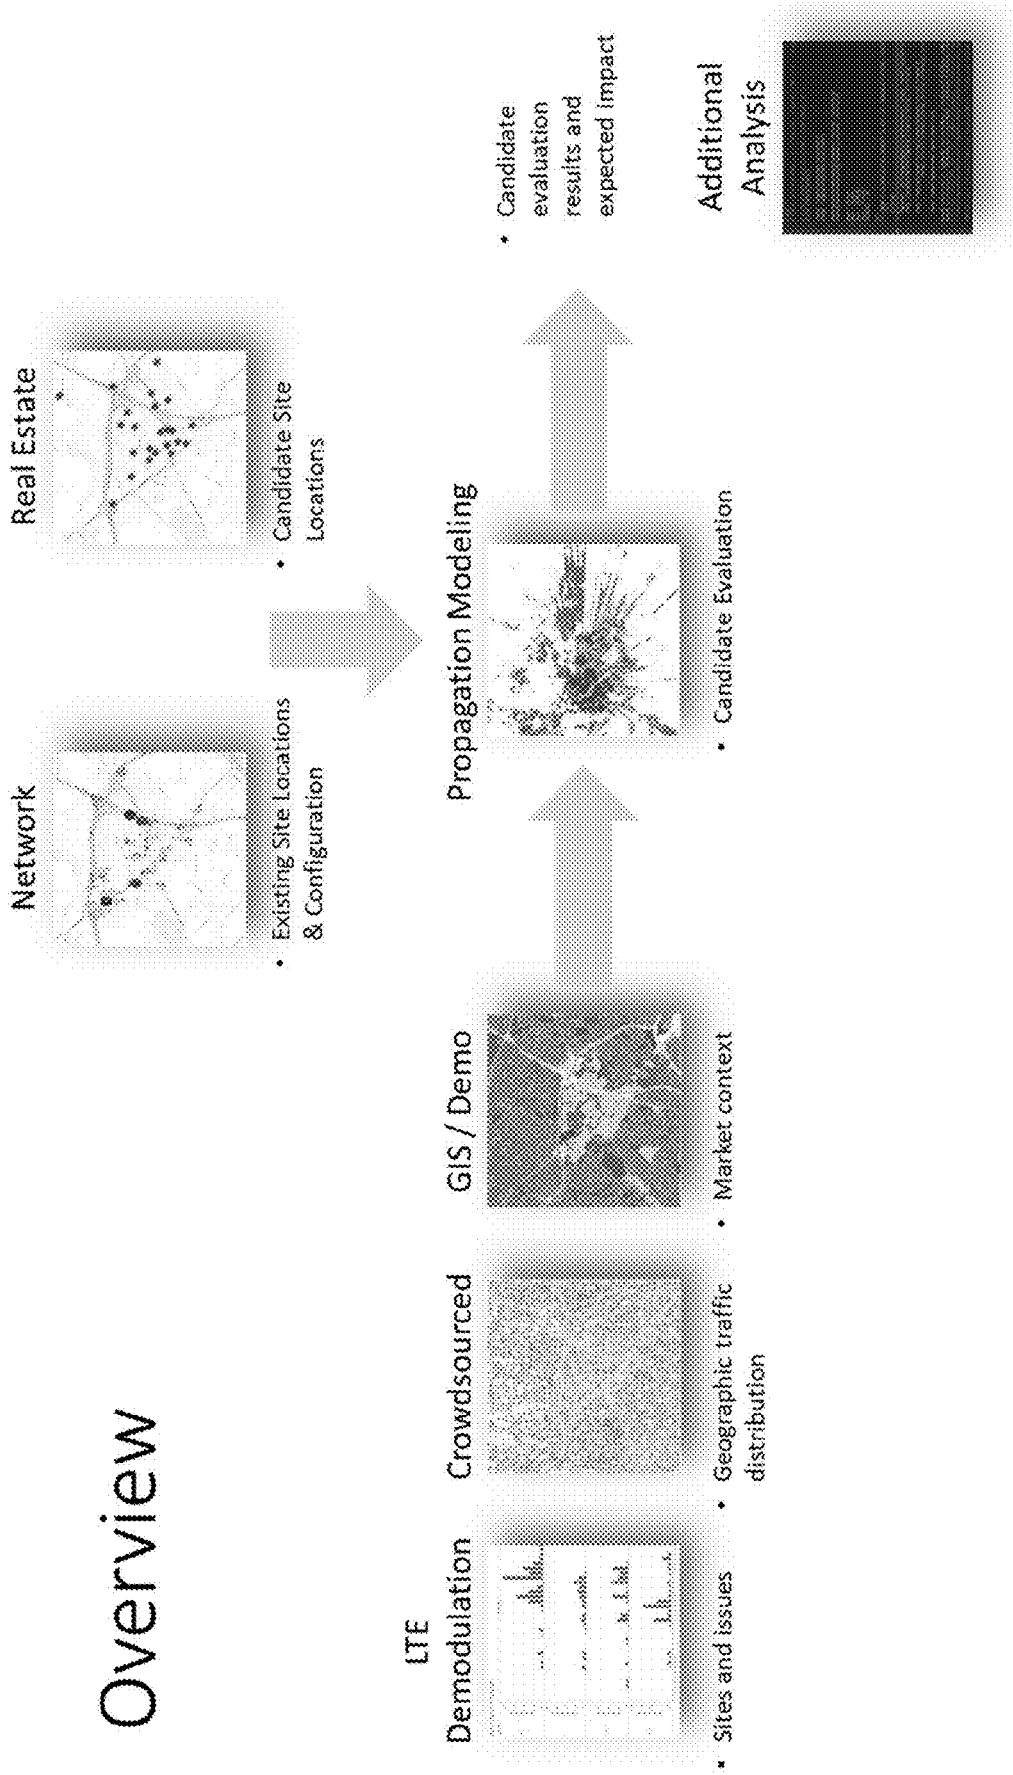 Overview
Network
• Existing Site Locations
& Configuration
Real Estate
• Candidate Site
Locations
LTE
Demodulation
• Sites and issues
Crowdsourced
• Geographic traffic
distribution
GIS / Demo
• Market context
Propagation Modeling
• Candidate Evaluation
• Candidate
evaluation
results and
expected impact
Additional
Analysis